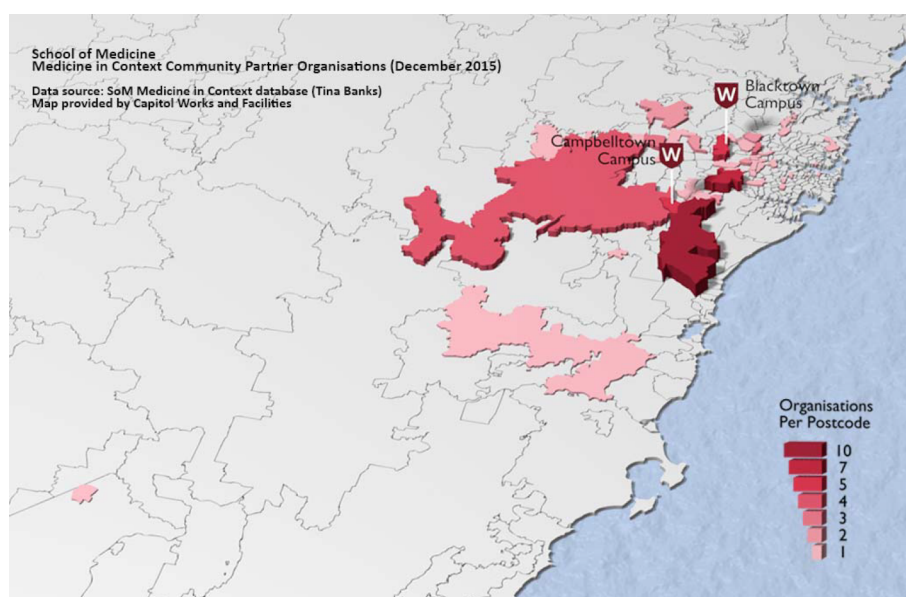 School of Medicine
Medicine in Context Community Partner Organisations (December 2015)
Data source: SoM Medicine in Context database (Tina Banks)
Map provided by Capitol Works and Facilities
W
Blacktown
Campus
Campbelltown
Campus
W
Organisations
Per Postcode
10
7
5
4
3
2
1